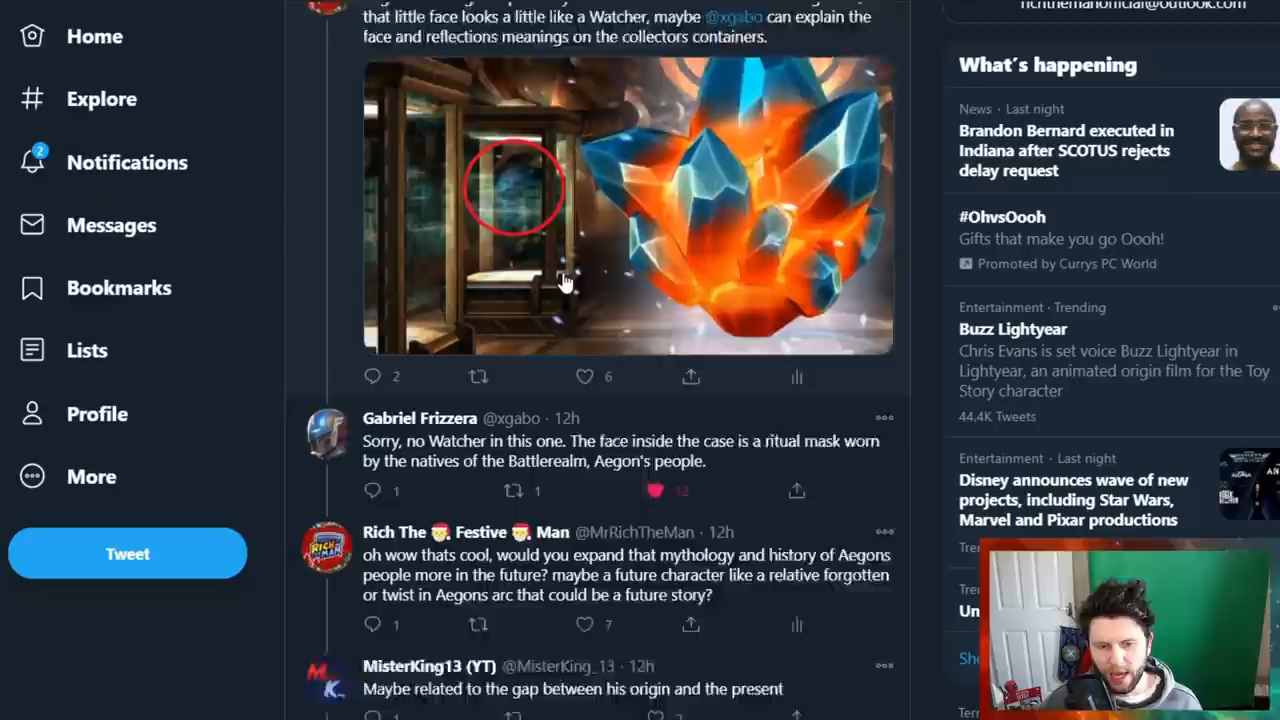 Home
Explore
2
Notifications
Messages
Bookmarks
Lists
Profile
More
Tweet
that little face looks a little like a Watcher, maybe @xgabo can explain the
face and reflections meanings on the collectors containers.
2
6
Gabriel Frizzera @xgabo · 12h
Sorry, no Watcher in this one. The face inside the case is a ritual mask worn
by the natives of the Battlerealm, Aegon's people.
1
1
12
Rich The Festive Man @MrRichTheMan · 12h
oh wow thats cool, would you expand that mythology and history of Aegons
people more in the future? maybe a future character like a relative forgotten
or twist in Aegons arc that could be a future story?
1
7
MisterKing13 (YT) @MisterKing_13 · 12h
Maybe related to the gap between his origin and the present
richthemanofficial@outlook.com
What's happening
News · Last night
Brandon Bernard executed in
Indiana after SCOTUS rejects
delay request
#OhvsOooh
Gifts that make you go Oooh!
Promoted by Currys PC World
Entertainment · Trending
Buzz Lightyear
Chris Evans is set voice Buzz Lightyear in
Lightyear, an animated origin film for the Toy
Story character
44.4K Tweets
Entertainment · Last night
Disney announces wave of new
projects, including Star Wars,
Marvel and Pixar productions